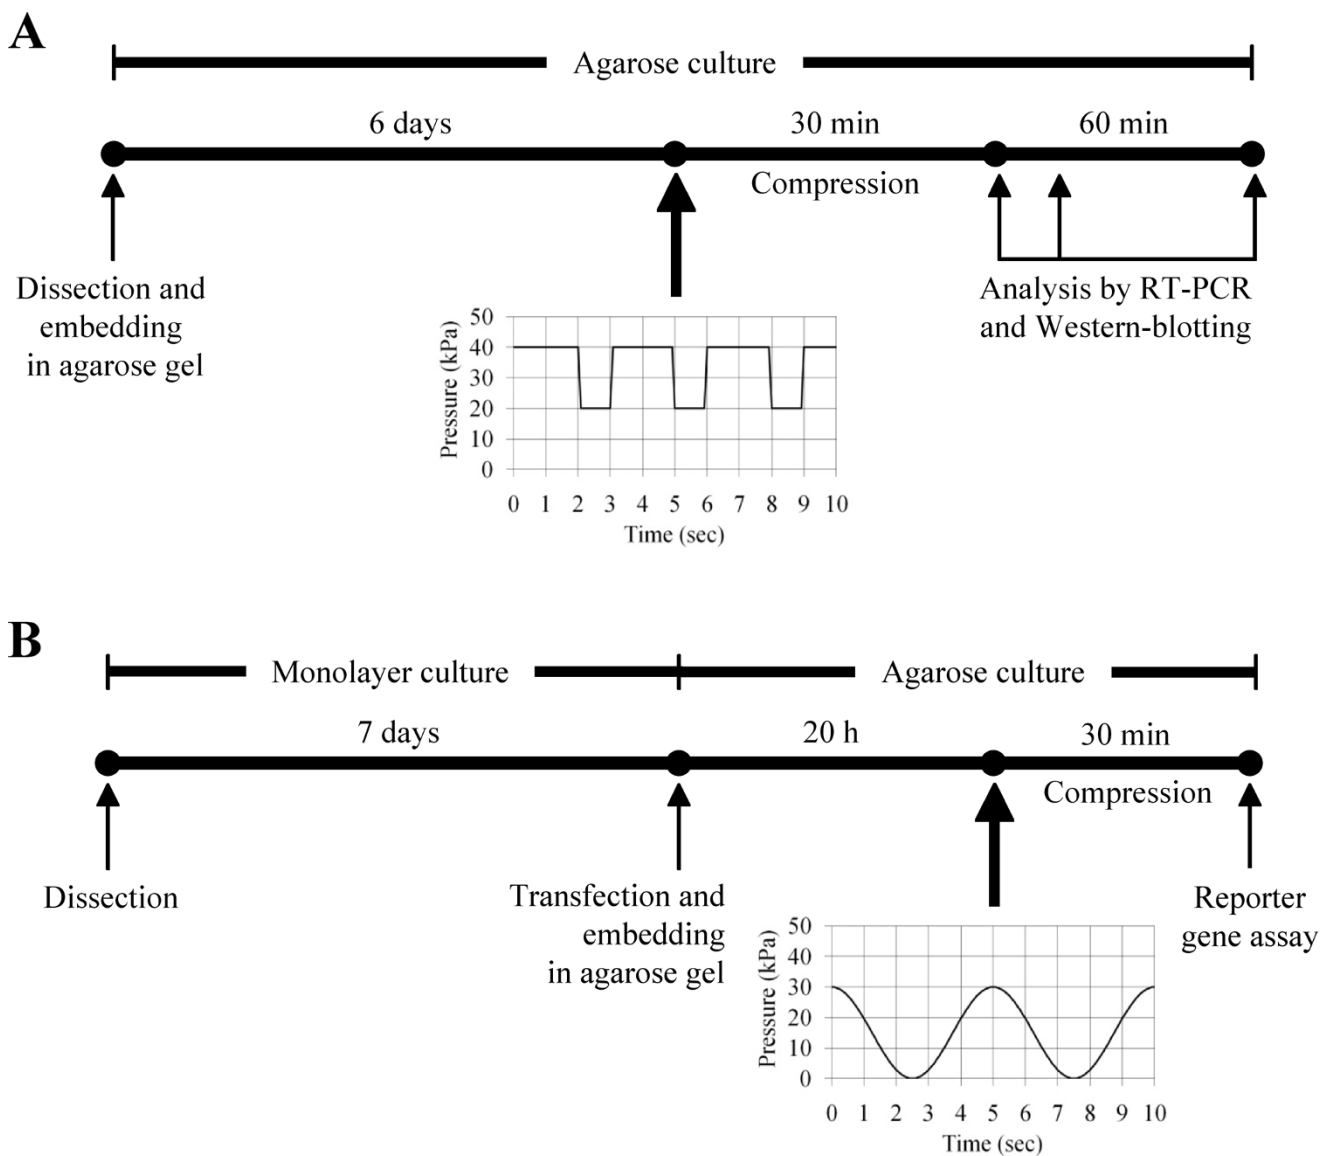 A
Agarose culture
6 days
30 min
60 min
Compression
Dissection and
embedding
in agarose gel
Analysis by RT-PCR
and Western-blotting
Pressure (kPa)
50
40
30
20
10
0
0 1 2 3 4 5 6 7 8 9 10
Time (sec)
B
Monolayer culture
Agarose culture
7 days
20 h
30 min
Compression
Dissection
Transfection and
embedding
in agarose gel
Reporter
gene assay
Pressure (kPa)
50
40
30
20
10
0
0 1 2 3 4 5 6 7 8 9 10
Time (sec)